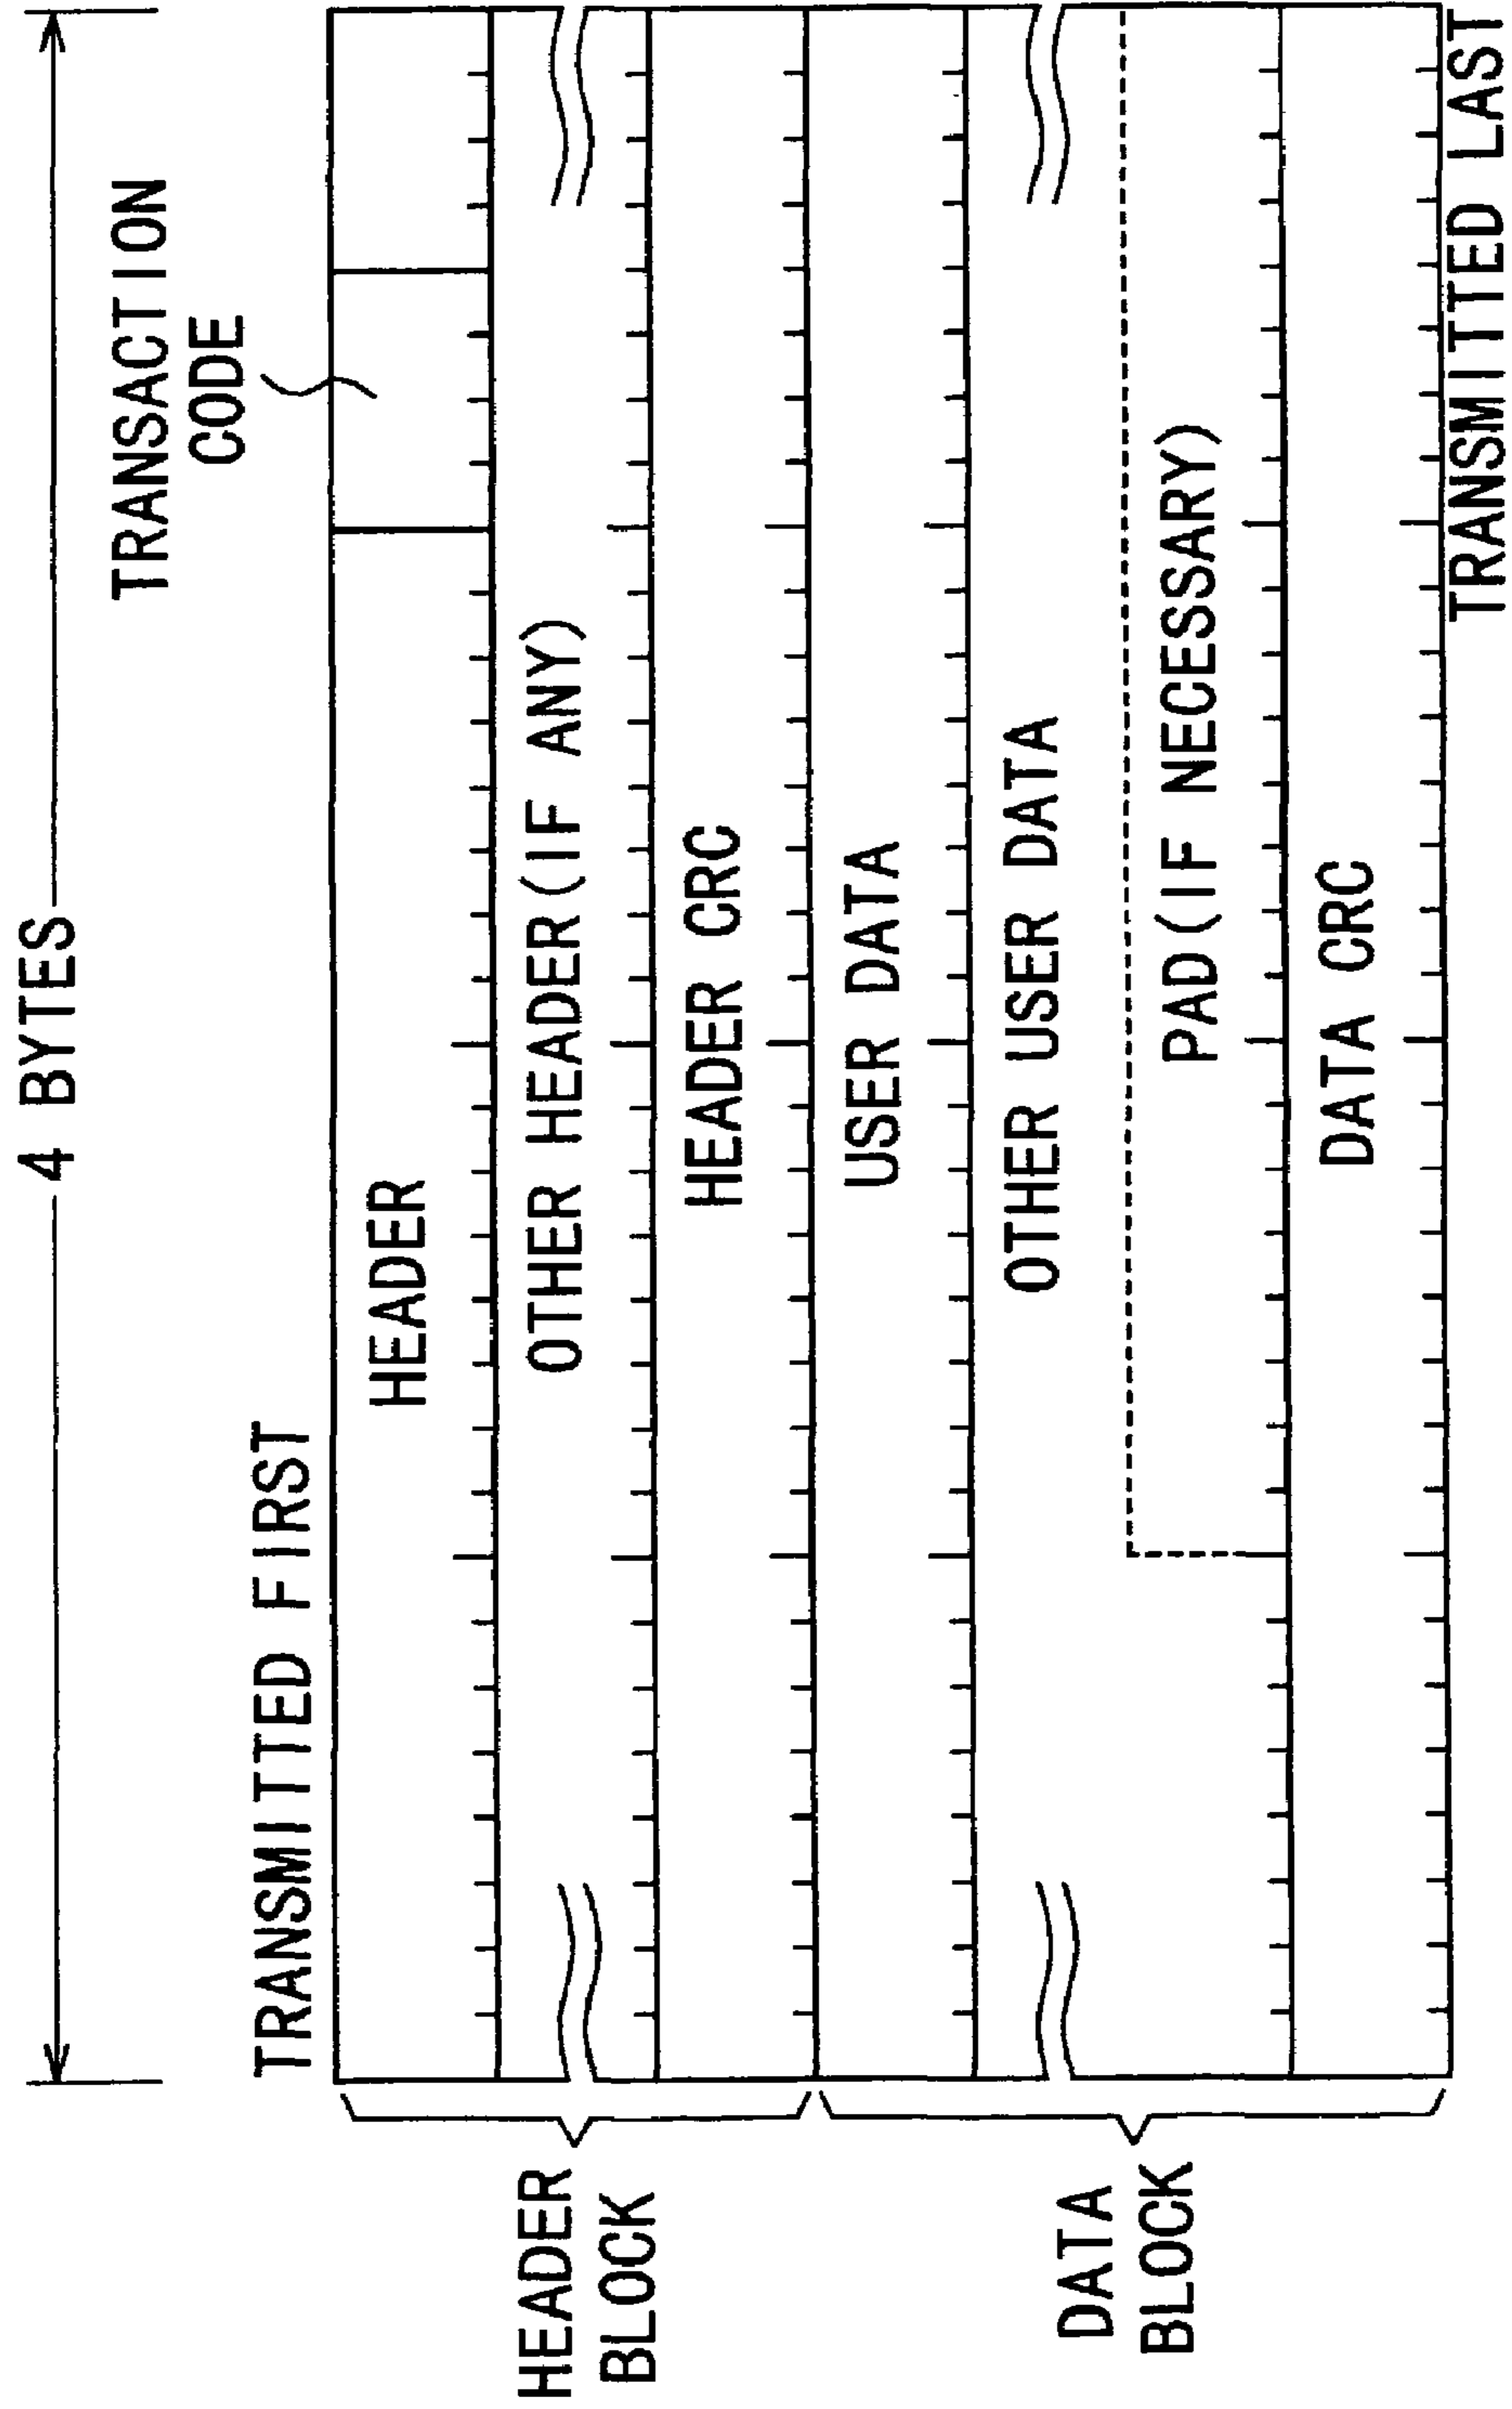 4 BYTES
TRANSACTION
CODE
TRANSMITTED FIRST
HEADER
OTHER HEADER(IF ANY)
HEADER CRC
HEADER
BLOCK
USER DATA
OTHER USER DATA
PAD(IF NECESSARY)
DATA CRC
DATA
BLOCK
TRANSMITTED LAST